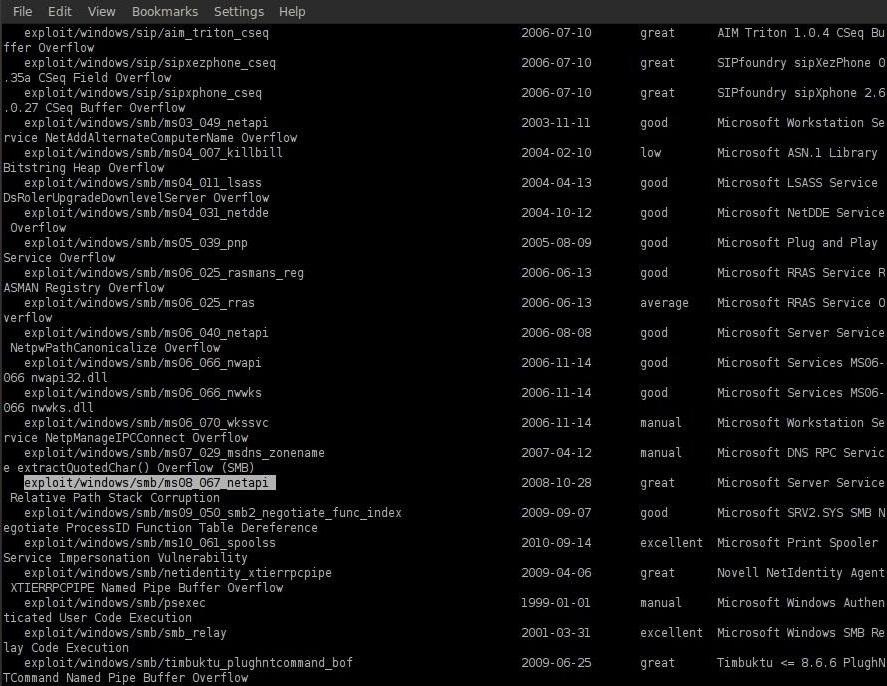 File Edit View Bookmarks Settings Help
exploit/windows/sip/aim_triton_cseq 2006-07-10 great AIM Triton 1.0.4 CSeq Bu
ffer Overflow
exploit/windows/sip/sipxezphone_cseq 2006-07-10 great SIPfoundry sipXezPhone 0
.35a CSeq Field Overflow
exploit/windows/sip/sipxphone_cseq 2006-07-10 great SIPfoundry sipXphone 2.6
.0.27 CSeq Buffer Overflow
exploit/windows/smb/ms03_049_netapi 2003-11-11 good Microsoft Workstation Se
rvice NetAddAlternateComputerName Overflow
exploit/windows/smb/ms04_007_killbill 2004-02-10 low Microsoft ASN.1 Library
Bitstring Heap Overflow
exploit/windows/smb/ms04_011_lsass 2004-04-13 good Microsoft LSASS Service
DsRolerUpgradeDownlevelServer Overflow
exploit/windows/smb/ms04_031_netdde 2004-10-12 good Microsoft NetDDE Service
Overflow
exploit/windows/smb/ms05_039_pnp 2005-08-09 good Microsoft Plug and Play
Service Overflow
exploit/windows/smb/ms06_025_rasmans_reg 2006-06-13 good Microsoft RRAS Service R
ASMAN Registry Overflow
exploit/windows/smb/ms06_025_rras 2006-06-13 average Microsoft RRAS Service O
verflow
exploit/windows/smb/ms06_040_netapi 2006-08-08 good Microsoft Server Service
NetpwPathCanonicalize Overflow
exploit/windows/smb/ms06_066_nwapi 2006-11-14 good Microsoft Services MS06-
066 nwapi32.dll
exploit/windows/smb/ms06_066_nwwks 2006-11-14 good Microsoft Services MS06-
066 nwwks.dll
exploit/windows/smb/ms06_070_wkssvc 2006-11-14 manual Microsoft Workstation Se
rvice NetpManageIPCConnect Overflow
exploit/windows/smb/ms07_029_msdns_zonename 2007-04-12 manual Microsoft DNS RPC Servic
e extractQuotedChar() Overflow (SMB)
exploit/windows/smb/ms08_067_netapi 2008-10-28 great Microsoft Server Service
Relative Path Stack Corruption
exploit/windows/smb/ms09_050_smb2_negotiate_func_index 2009-09-07 good Microsoft SRV2.SYS SMB N
egotiate ProcessID Function Table Dereference
exploit/windows/smb/ms10_061_spoolss 2010-09-14 excellent Microsoft Print Spooler
Service Impersonation Vulnerability
exploit/windows/smb/netidentity_xtierrpcpipe 2009-04-06 great Novell NetIdentity Agent
XTIERRPCPIPE Named Pipe Buffer Overflow
exploit/windows/smb/psexec 1999-01-01 manual Microsoft Windows Authen
ticated User Code Execution
exploit/windows/smb/smb_relay 2001-03-31 excellent Microsoft Windows SMB Re
lay Code Execution
exploit/windows/smb/timbuktu_plughntcommand_bof 2009-06-25 great Timbuktu <= 8.6.6 PlughN
TCommand Named Pipe Buffer Overflow